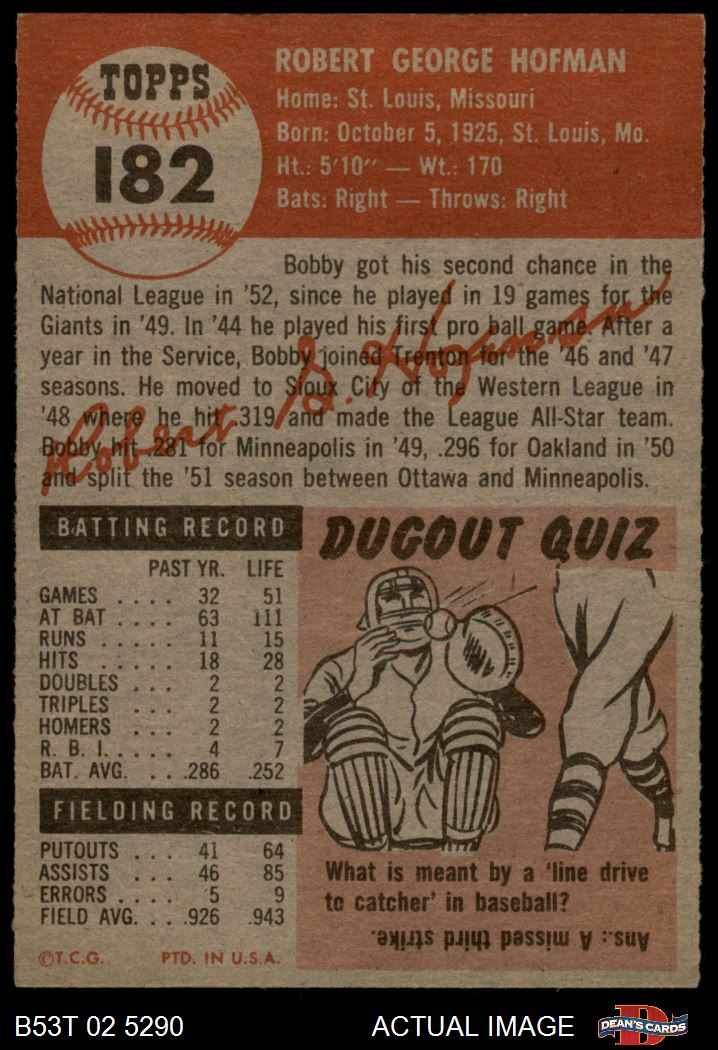 TOPPS
182
ROBERT GEORGE HOFMAN
Home: St. Louis, Missouri
Born: October 5, 1925, St. Louis, Mo.
Ht.: 5'10" — Wt.: 170
Bats: Right — Throws: Right
Bobby got his second chance in the
National League in '52, since he played in 19 games for the
Giants in '49. In '44 he played his first pro ball game. After a
year in the Service, Bobby joined Trenton for the '46 and '47
seasons. He moved to Sioux City of the Western League in
'48 where he hit .319 and made the League All-Star team.
Bobby hit .281 for Minneapolis in '49, .296 for Oakland in '50
and split the '51 season between Ottawa and Minneapolis.
Robert G. Hofman
BATTING RECORD
PAST YR. LIFE
GAMES .... 32 51
AT BAT .... 63 111
RUNS ..... 11 15
HITS ..... 18 28
DOUBLES ... 2 2
TRIPLES ... 2 2
HOMERS ... 2 2
R. B. I. .... 4 7
BAT. AVG. ... .286 .252
FIELDING RECORD
PUTOUTS ... 41 64
ASSISTS ... 46 85
ERRORS .... 5 9
FIELD AVG. ... .926 .943
©T.C.G. PTD. IN U.S.A.
DUGOUT QUIZ
What is meant by a 'line drive
to catcher' in baseball?
Ans.: A missed third strike.
B53T 02 5290
ACTUAL IMAGE
DEAN'S CARDS